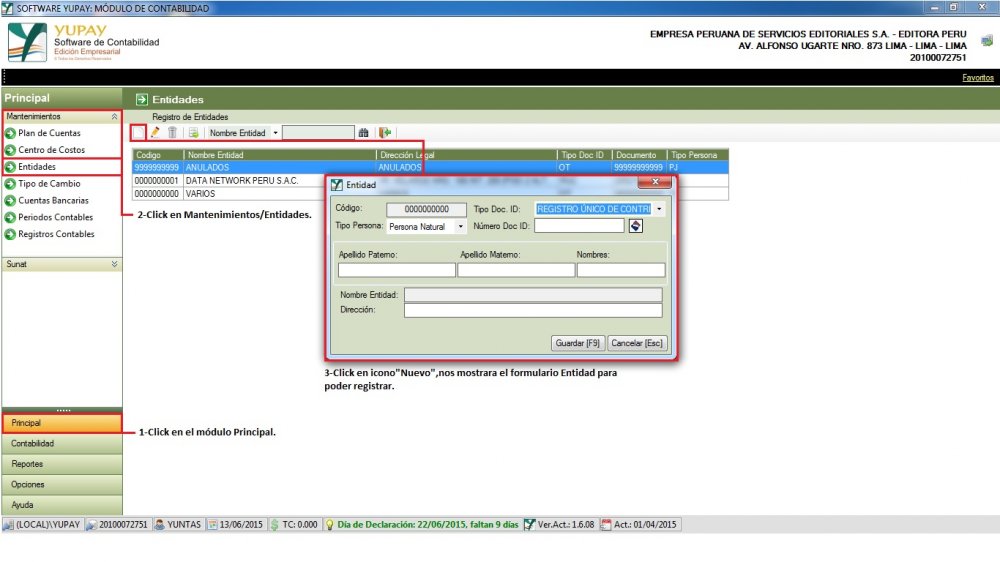 SOFTWARE YUPAY: MÓDULO DE CONTABILIDAD
YUPAY
Software de Contabilidad
Edición Empresarial
EMPRESA PERUANA DE SERVICIOS EDITORIALES S.A. - EDITORA PERU
AV. ALFONSO UGARTE NRO. 873 LIMA - LIMA - LIMA
20100072751
Favoritos
Principal
Mantenimientos
Plan de Cuentas
Centro de Costos
Entidades
Tipo de Cambio
Cuentas Bancarias
Periodos Contables
Registros Contables
Sunat
Entidades
Registro de Entidades
Nombre Entidad
Codigo Nombre Entidad Dirección Legal Tipo Doc ID Documento Tipo Persona
9999999999 ANULADOS ANULADOS OT 99999999999 PJ
0000000001 DATA NETWORK PERU S.A.C.
0000000000 VARIOS
2-Click en Mantenimientos/Entidades.
Entidad
Código: 0000000000 Tipo Doc. ID: REGISTRO ÚNICO DE CONTRI
Tipo Persona: Persona Natural Número Doc ID:
Apellido Paterno: Apellido Materno: Nombres:
Nombre Entidad:
Dirección:
Guardar [F9] Cancelar [Esc]
3-Click en icono"Nuevo",nos mostrara el formulario Entidad para
poder registrar.
Principal
1-Click en el módulo Principal.
Contabilidad
Reportes
Opciones
Ayuda
(LOCAL)\YUPAY 20100072751 YUNTAS 13/06/2015 TC: 0.000 Día de Declaración: 22/06/2015, faltan 9 días Ver.Act.: 1.6.08 Act.: 01/04/2015